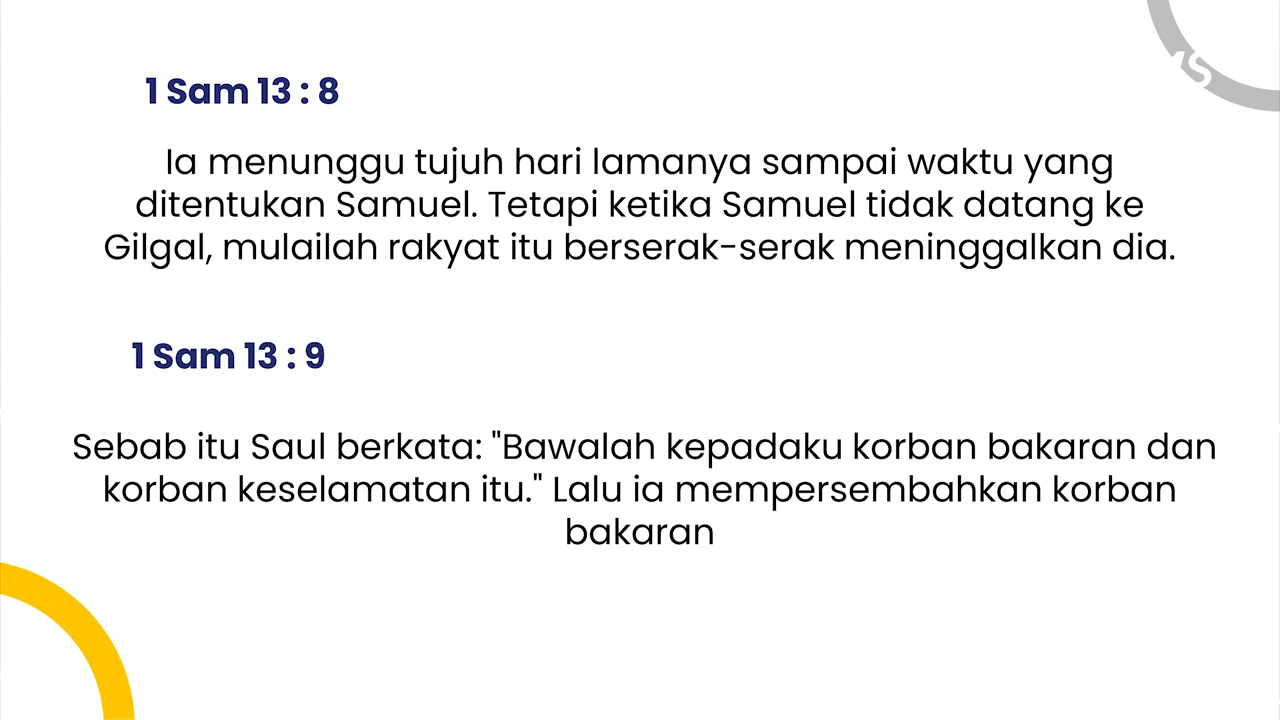 1 Sam 13 : 8
Ia menunggu tujuh hari lamanya sampai waktu yang
ditentukan Samuel. Tetapi ketika Samuel tidak datang ke
Gilgal, mulailah rakyat itu berserak-serak meninggalkan dia.
1 Sam 13 : 9
Sebab itu Saul berkata: "Bawalah kepadaku korban bakaran dan
korban keselamatan itu." Lalu ia mempersembahkan korban
bakaran